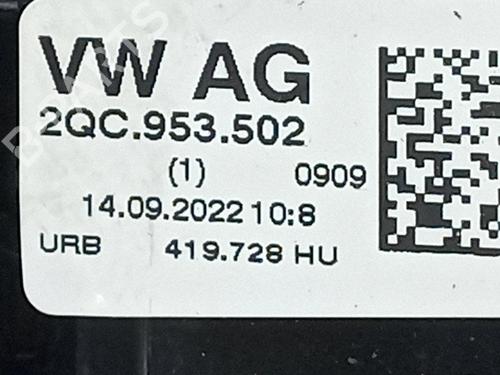 VW AG
2QC.953.502
(1) 0909
14.09.2022 10:8
URB 419.728 HU